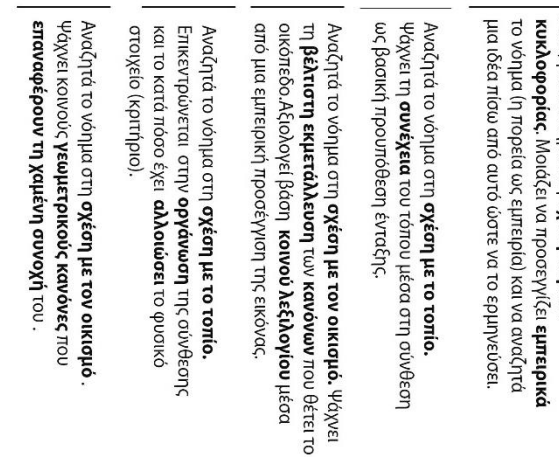 κυκλοφορίας. Μοιάζει να προσεγγίζει εμπειρικά
το νόημα (η πορεία ως εμπειρία) και να αναζητά
μια ιδέα πίσω από αυτό ώστε να το ερμηνεύσει.
Αναζητά το νόημα στη σχέση με το τοπίο.
Ψάχνει τη συνέχεια του τόπου μέσα στη σύνθεση
ως βασική προυπόθεση ένταξης.
Αναζητά το νόημα στη σχέση με τον οικισμό. Ψάχνει
τη βέλτιστη εκμετάλλευση των κανόνων που θέτει το
οικόπεδο.Αξιολογεί βάση κοινού λεξιλογίου μέσα
από μια εμπειρική προσέγγιση της εικόνας.
Αναζητά το νόημα στη σχέση με το τοπίο.
Επικεντρώνεται στην οργάνωση της σύνθεσης
και το κατά πόσο έχει αλλοιώσει το φυσικό
στοιχείο (κριτήριο).
Αναζητά το νόημα στη σχέση με τον οικισμό .
Ψάχνει κοινούς γεωμετρικούς κανόνες που
επαναφέρουν τη χαμένη συνοχή του .